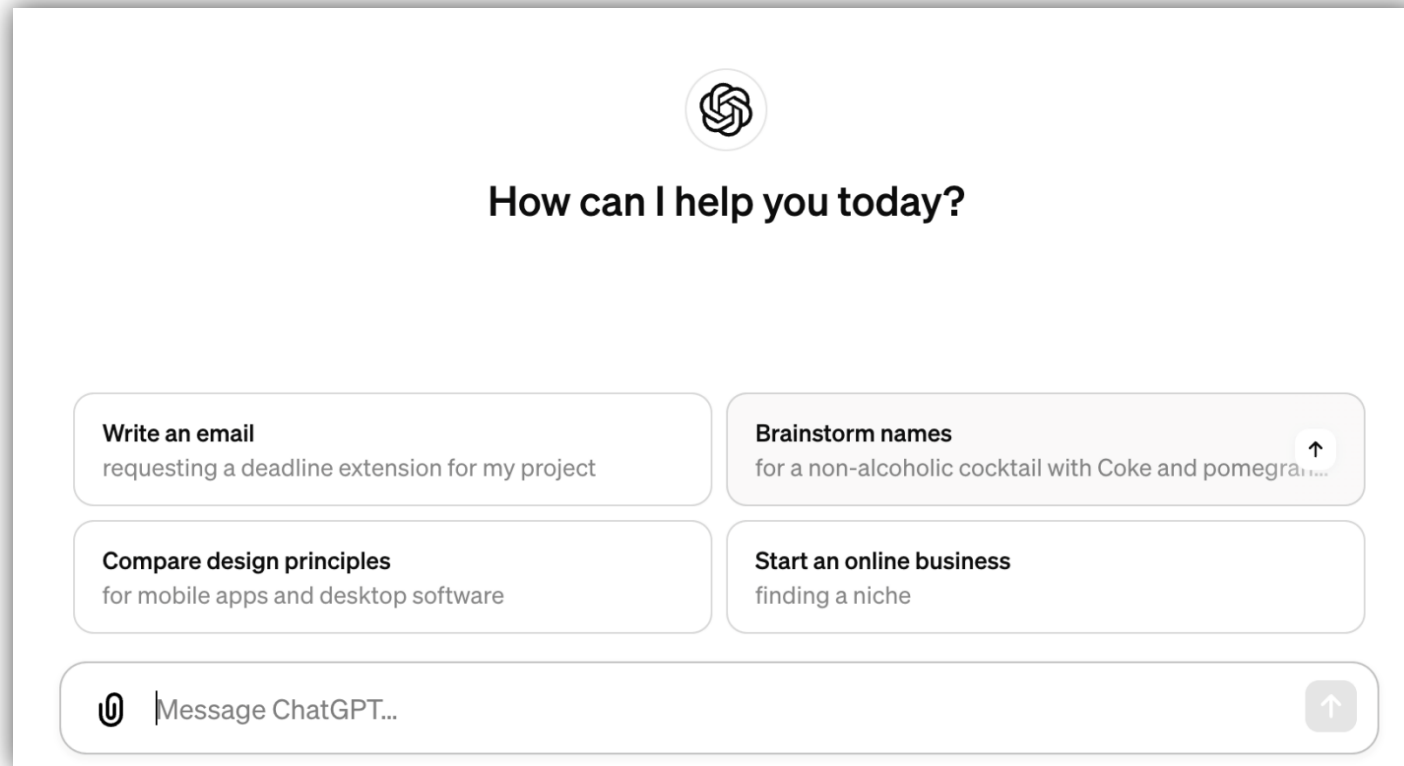 How can I help you today?
Write an email
requesting a deadline extension for my project
Brainstorm names
for a non-alcoholic cocktail with Coke and
Compare design principles
for mobile apps and desktop software
Start an online business
finding a niche
Message ChatGPT...